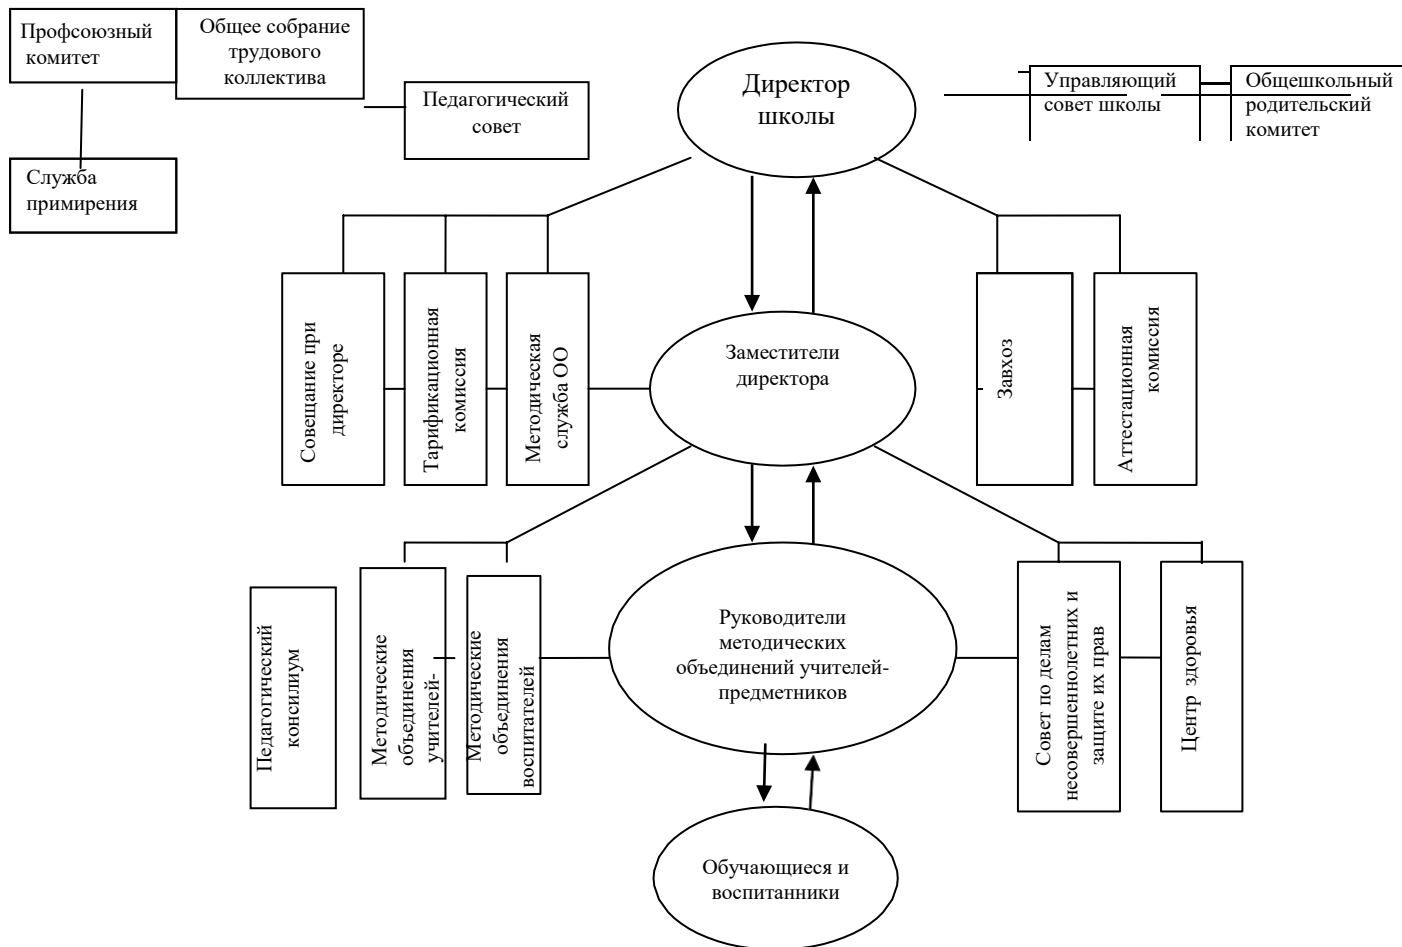 Профсоюзный
комитет
Общее собрание
трудового
коллектива
Педагогический
совет
Директор
школы
Управляющий
совет школы
Общешкольный
родительский
комитет
Служба
примирения
Совещание при
директоре
Тарификационная
комиссия
Методическая
служба ОО
Заместители
директора
Завхоз
Аттестационная
комиссия
Педагогический
консилиум
Методические
объединения
учителей-
Методические
объединения
воспитателей
Руководители
методических
объединений учителей-
предметников
Совет по делам
несовершеннолетних и
защите их прав
Центр здоровья
Обучающиеся и
воспитанники